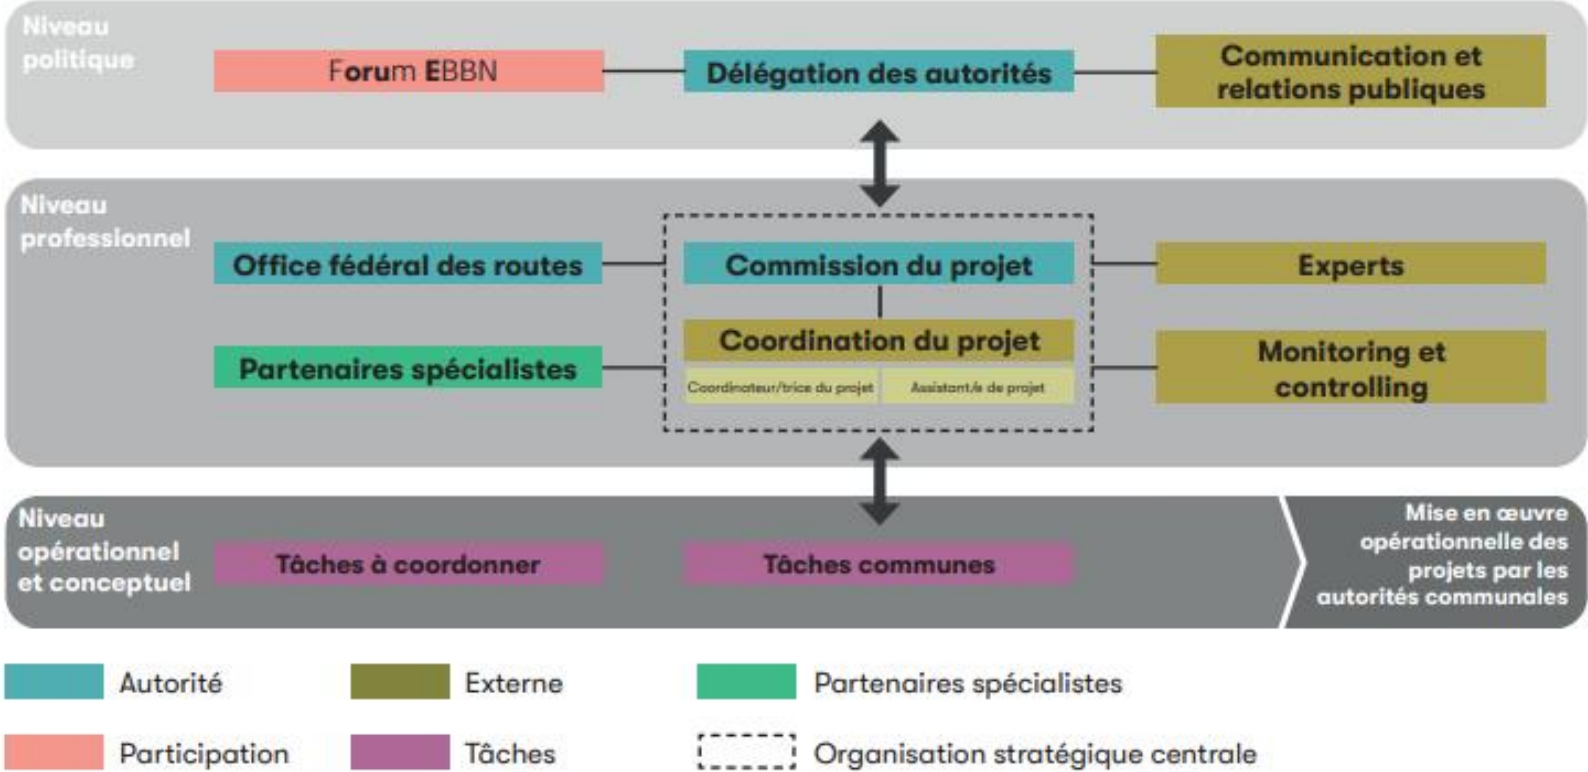 Niveau
politique
Forum EBBN
Délégation des autorités
Communication et
relations publiques
Niveau
professionnel
Office fédéral des routes
Commission du projet
Experts
Coordination du projet
Partenaires spécialistes
Coordinateur/trice du projet
Assistant/e de projet
Monitoring et
controlling
Niveau
opérationnel
et conceptuel
Tâches à coordonner
Tâches communes
Mise en œuvre
opérationnelle des
projets par les
autorités communales
Autorité
Externe
Partenaires spécialistes
Participation
Tâches
Organisation stratégique centrale